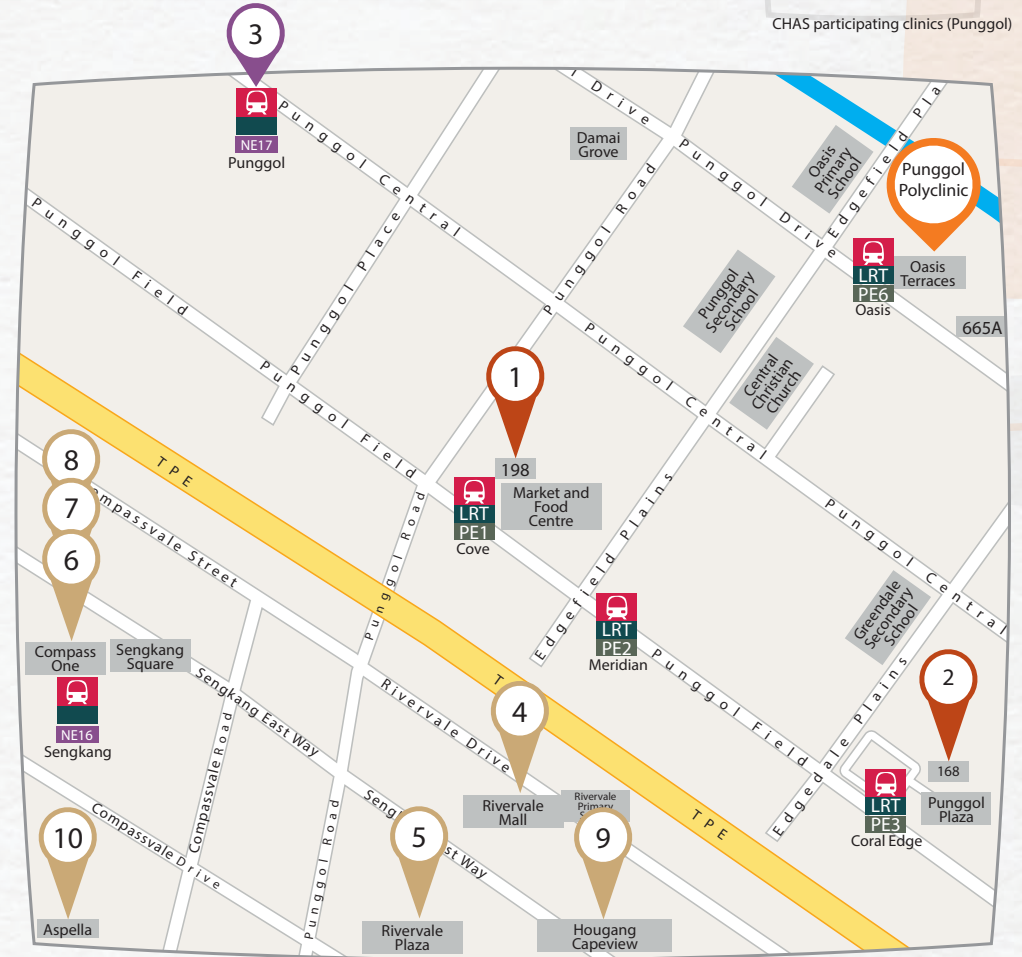 CHAS participating clinics (Punggol)
3
NE17
Punggol
Punggol Central
Damai
Grove
Drive
Punggol Drive
Punggol Road
Oasis
Primary
School
Edgefield Pla
Punggol
Polyclinic
LRT
PE6
Oasis
Oasis
Terraces
665A
Punggol Field
Punggol Place
Punggol
Secondary
School
Central
Christian
Church
Punggol Central
Punggol Field
1
198
Market and
Food
Centre
LRT
PE1
Cove
TPE
8
7
6
ompassvale Street
Compass
One
Sengkang
Square
NE16
Sengkang
Punggol Road
Edgefield Plains
LRT
PE2
Meridian
Punggol Central
Greendale
Secondary
School
Punggol Field
Edgedale Plains
2
168
Punggol
Plaza
LRT
PE3
Coral Edge
T
4
Rivervale
Mall
Rivervale
Primary
Rivervale Drive
TPE
Sengkang East Way
Compassvale Road
Compassvale Drive
Punggol Road
Seng
st Way
10
Aspella
5
Rivervale
Plaza
9
Hougang
Capeview